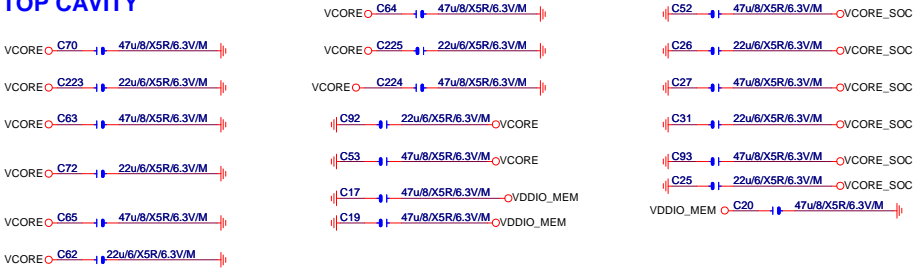 TOP CAVITY
VCORE C70 47u/8/X5R/6.3V/M
VCORE C223 22u/6/X5R/6.3V/M
VCORE C63 47u/8/X5R/6.3V/M
VCORE C72 22u/6/X5R/6.3V/M
VCORE C65 47u/8/X5R/6.3V/M
VCORE C62 22u/6/X5R/6.3V/M
VCORE C64 47u/8/X5R/6.3V/M
VCORE C225 22u/6/X5R/6.3V/M
VCORE C224 47u/8/X5R/6.3V/M
C92 22u/6/X5R/6.3V/M VCORE
C53 47u/8/X5R/6.3V/M VCORE
C17 47u/8/X5R/6.3V/M VDDIO_MEM
C19 47u/8/X5R/6.3V/M VDDIO_MEM
C52 47u/8/X5R/6.3V/M VCORE_SOC
C26 22u/6/X5R/6.3V/M VCORE_SOC
C27 47u/8/X5R/6.3V/M VCORE_SOC
C31 22u/6/X5R/6.3V/M VCORE_SOC
C93 47u/8/X5R/6.3V/M VCORE_SOC
C25 22u/6/X5R/6.3V/M VCORE_SOC
VDDIO_MEM C20 47u/8/X5R/6.3V/M